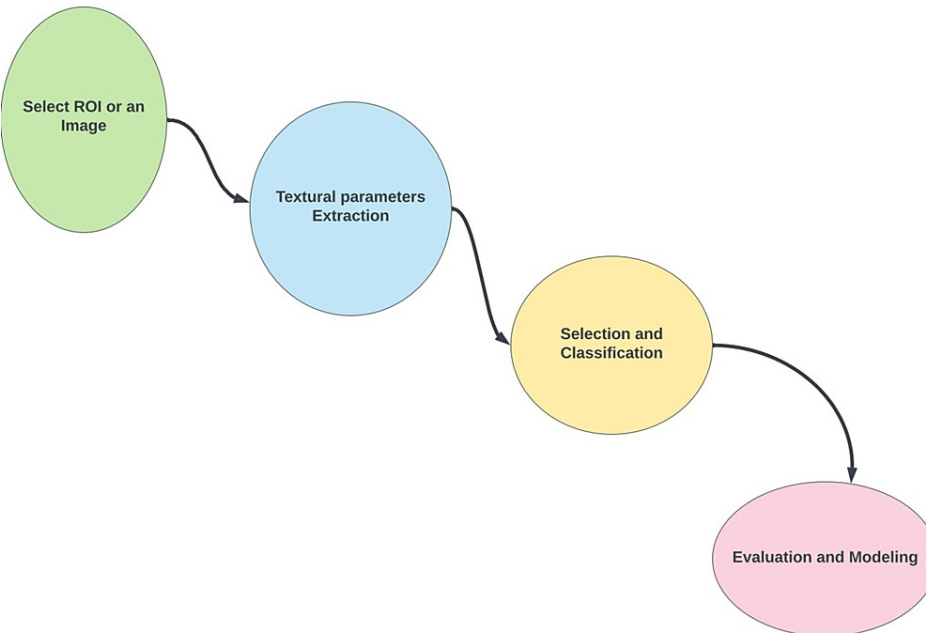 Select ROI or an
Image
Textural parameters
Extraction
Selection and
Classification
Evaluation and Modeling